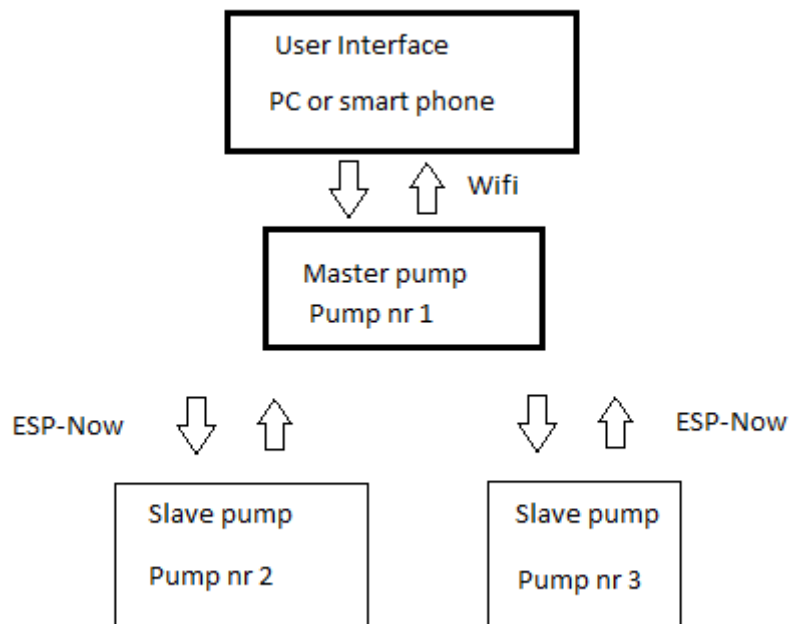 User Interface
PC or smart phone
Wifi
Master pump
Pump nr 1
ESP-Now
ESP-Now
Slave pump
Pump nr 2
Slave pump
Pump nr 3